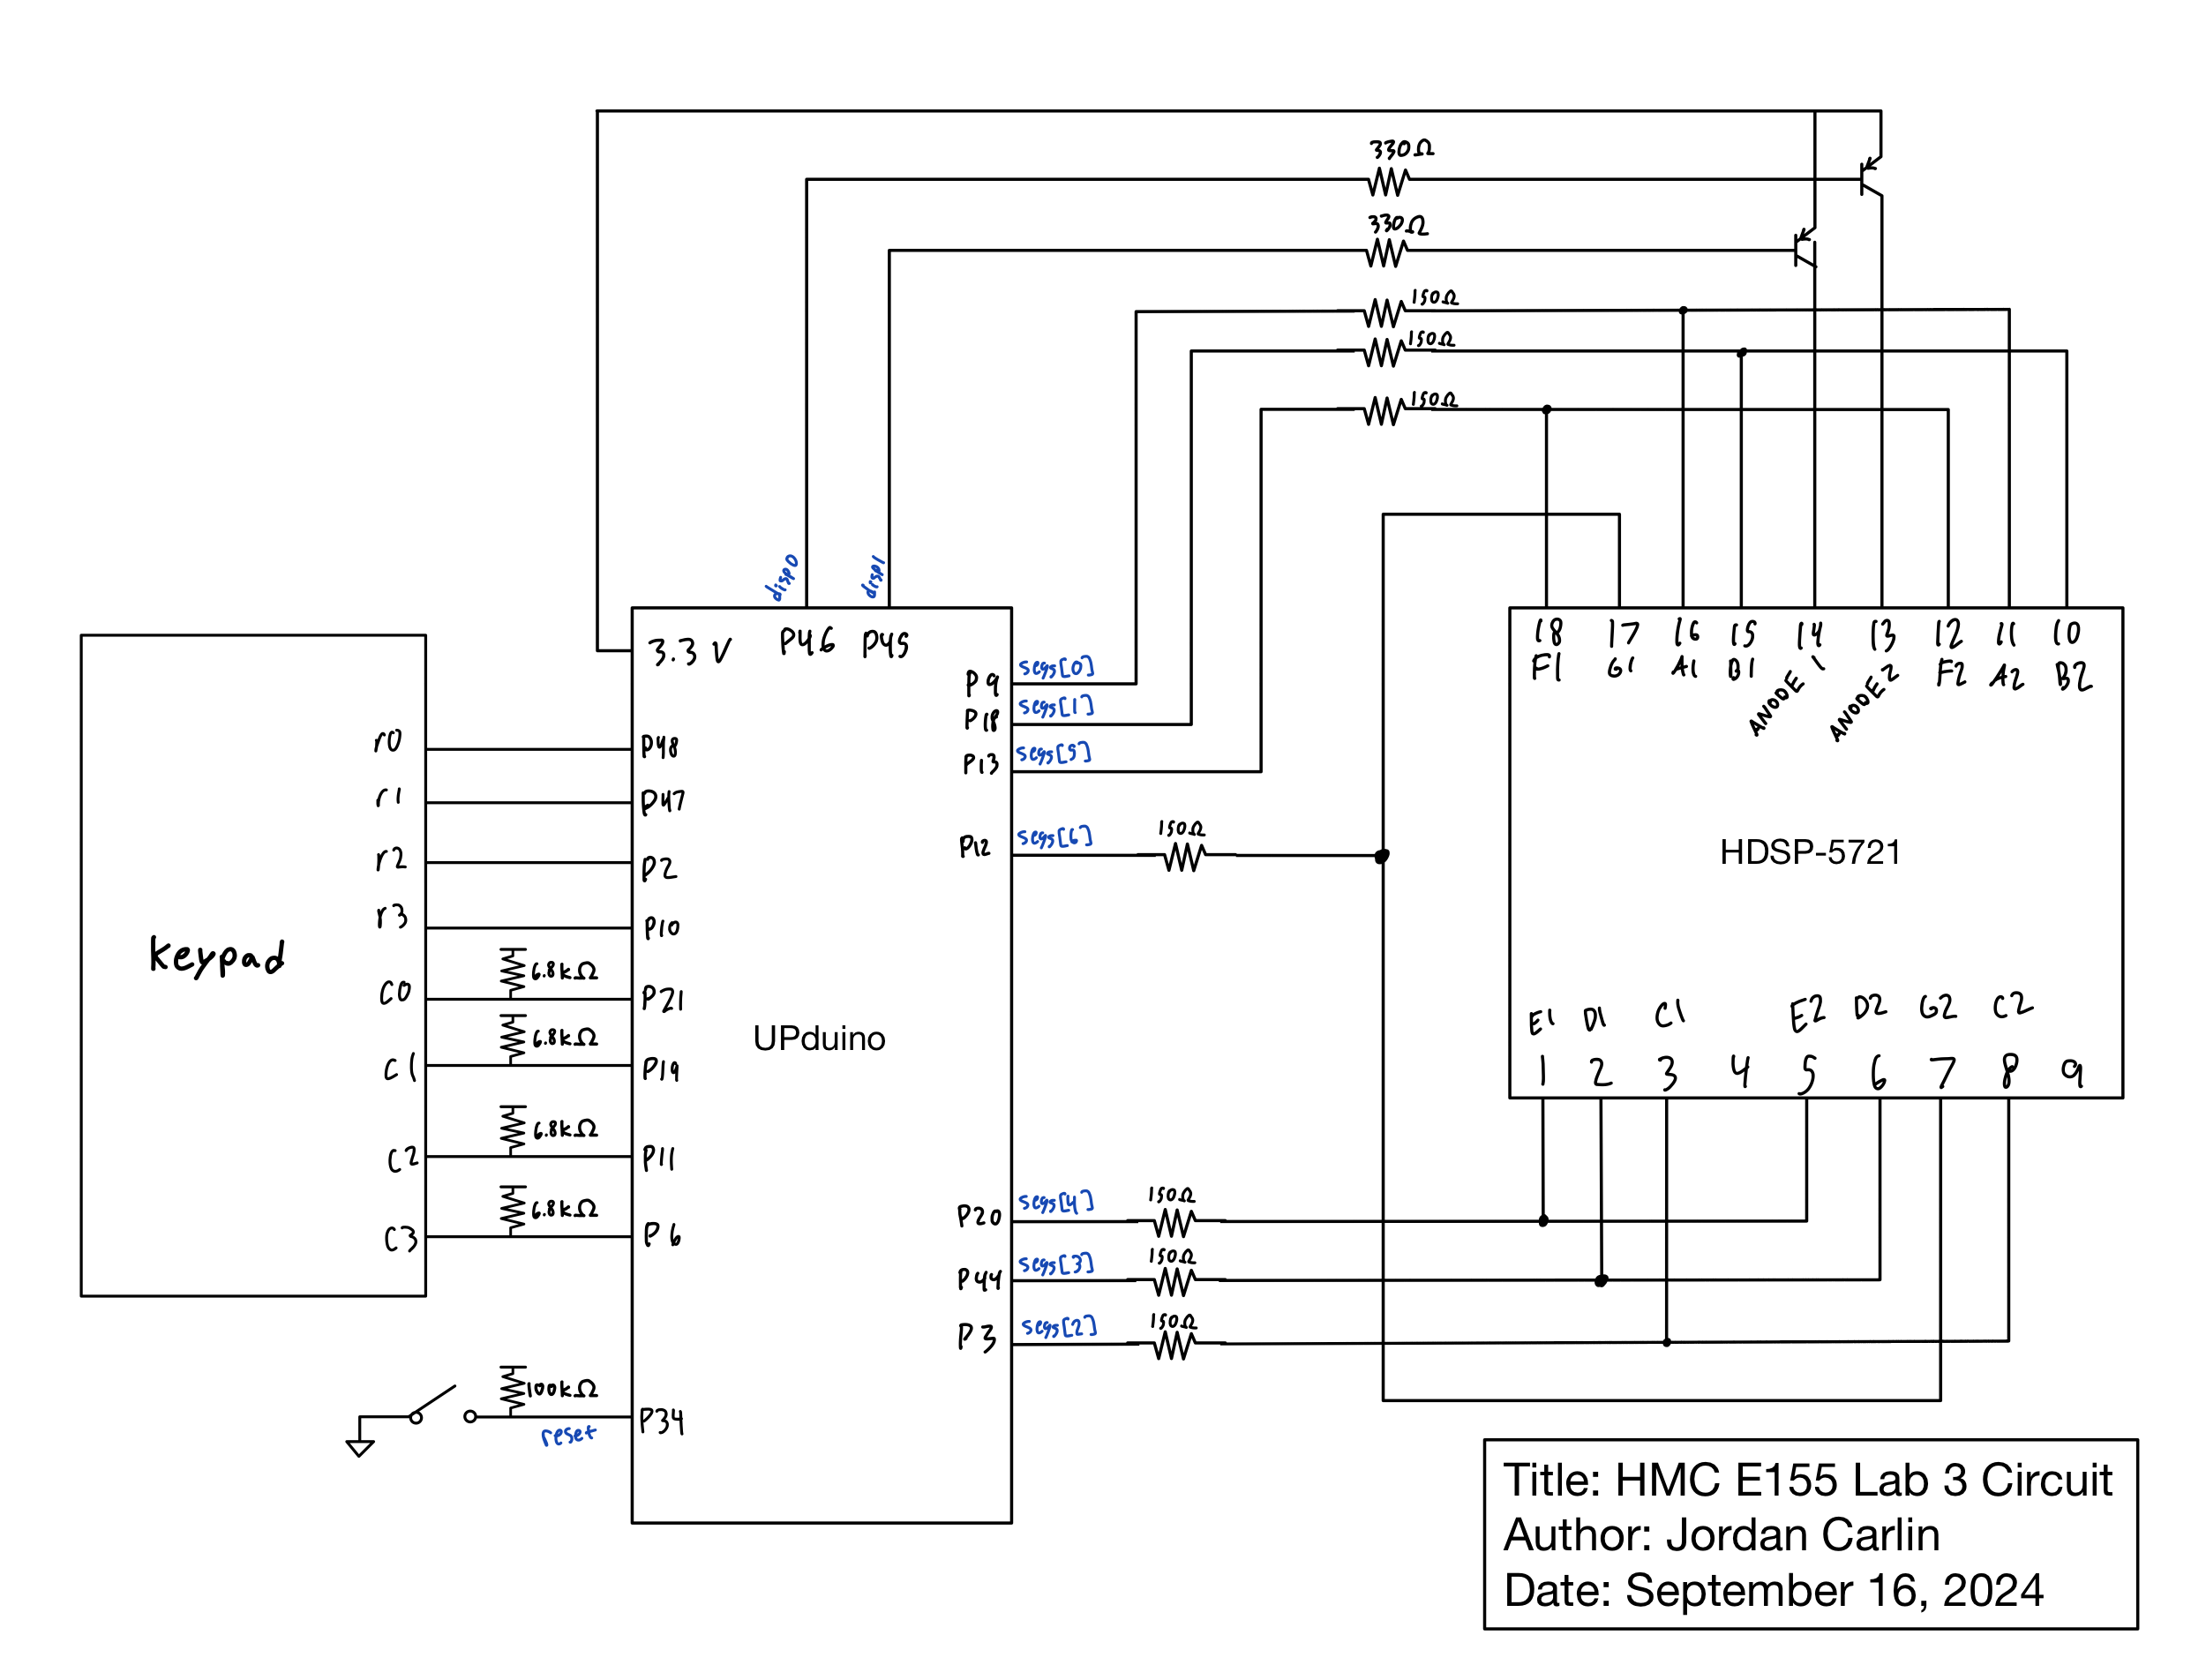 330Ω
330Ω
150Ω
150Ω
150Ω
disp0
disp1
3.3 V
P46
P45
P9
segs[0]
P18
segs[1]
P13
segs[5]
P12
segs[6]
150Ω
18 17 16 15 14 13 12 11 10
F1 G1 A1 B1 ANODE 1 ANODE 2 F2 A2 B2
HDSP-5721
E1 D1 C1 E2 D2 G2 C2
1 2 3 4 5 6 7 8 9
Keypad
r0
P48
r1
P47
r2
P2
r3
P10
6.8kΩ
C0
P21
6.8kΩ
C1
P19
6.8kΩ
C2
P11
6.8kΩ
C3
P6
UPduino
P20
segs[4]
150Ω
P44
segs[3]
150Ω
P3
segs[2]
150Ω
100kΩ
P34
reset
Title: HMC E155 Lab 3 Circuit
Author: Jordan Carlin
Date: September 16, 2024